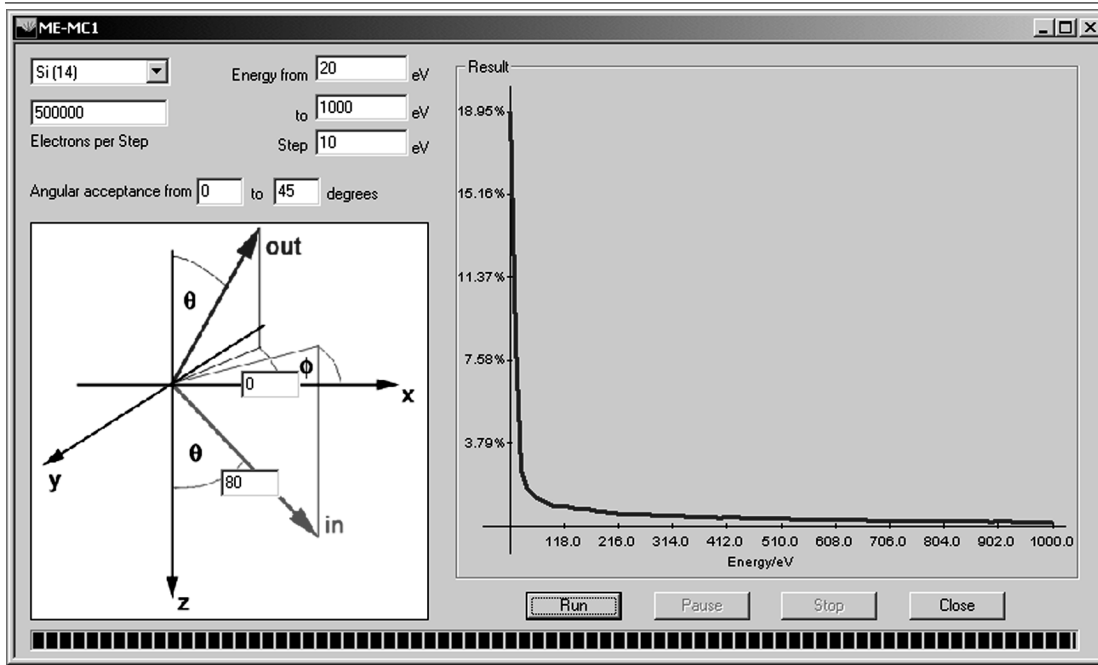 ME-MC1
Si (14)
500000
Electrons per Step
Energy from 20 eV
to 1000 eV
Step 10 eV
Angular acceptance from 0 to 45 degrees
out
θ
ϕ
0
x
θ
y
80
in
z
Result
18.95%
15.16%
11.37%
7.58%
3.79%
118.0 216.0 314.0 412.0 510.0 608.0 706.0 804.0 902.0 1000.0
Energy/eV
Run Pause Stop Close